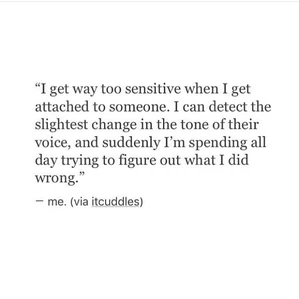 “I get way too sensitive when I get
attached to someone. I can detect the
slightest change in the tone of their
voice, and suddenly I’m spending all
day trying to figure out what I did
wrong.”
— me. (via itcuddles)